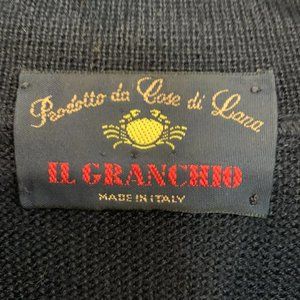 Prodotto da Cose di Lana
IL GRANCHIO
MADE IN ITALY